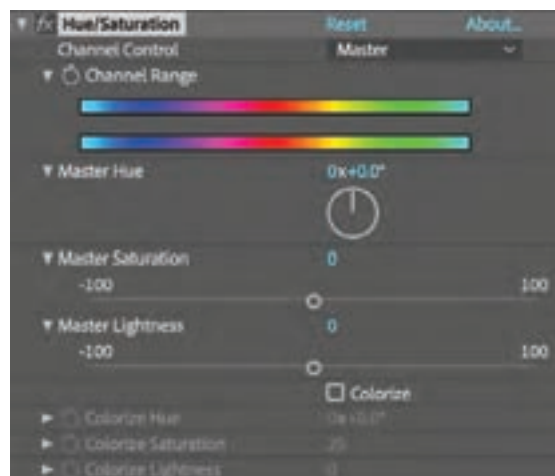 fx Hue/Saturation Reset About...
Channel Control Master
Channel Range
Master Hue 0x+0.0°
Master Saturation 0
-100 100
Master Lightness 0
-100 100
Colorize
Colorize Hue 0x+0.0°
Colorize Saturation 25
Colorize Lightness 0